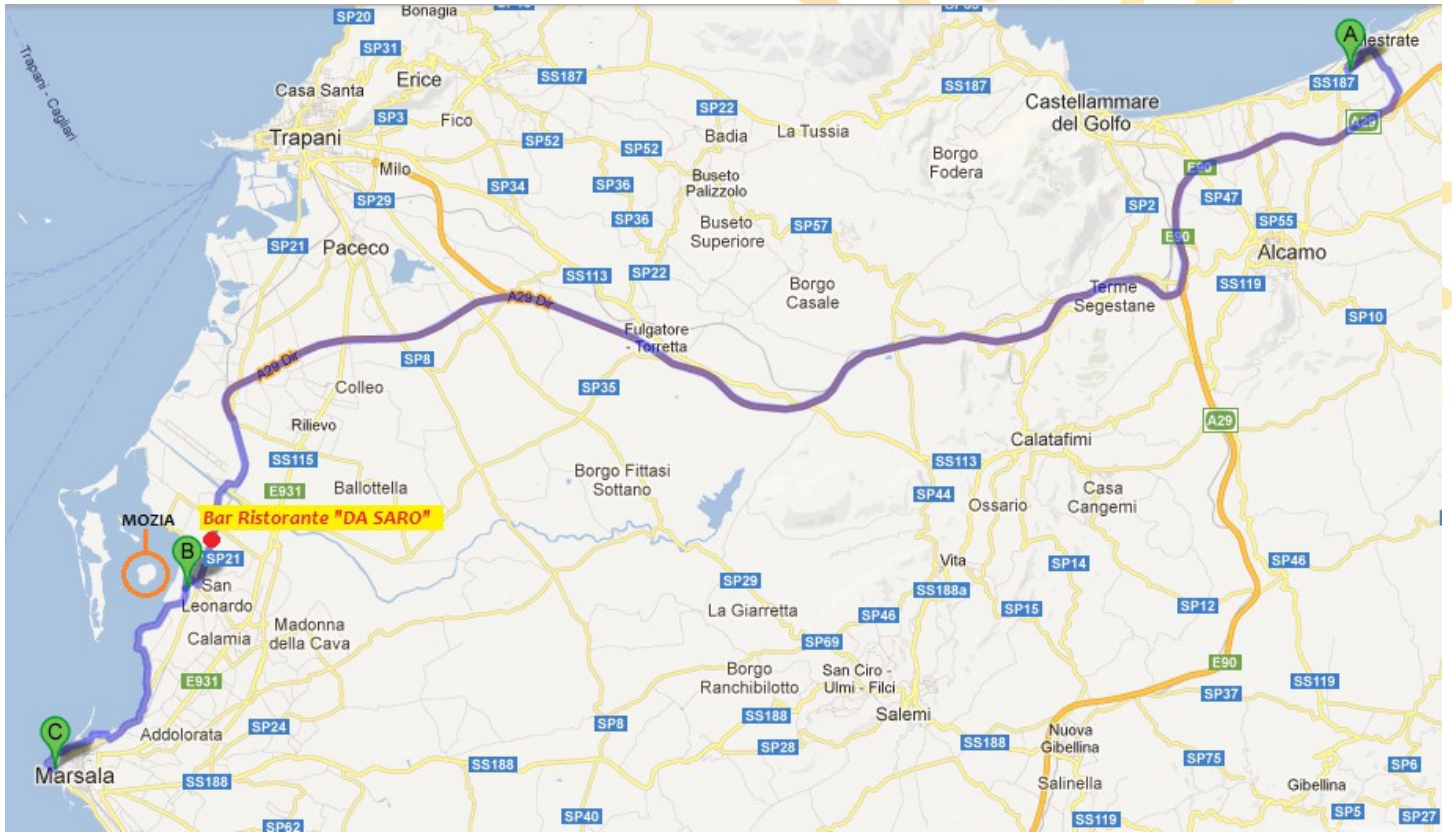 SP20
Bonagia
A
lestrate
SP31
Trapani - Cagliari
Erice
SS187
SS187
SS187
Casa Santa
SP3
Fico
SP22
Castellammare
del Golfo
A29
Trapani
SP52
SP52
Badia
La Tussia
Milo
SP34
SP36
Buseto
Palizzolo
Borgo
Fodera
E90
SP29
SP36
SP2
SP47
SP55
SP21
Paceco
Buseto
Superiore
SP57
E90
Alcamo
SS113
SP22
Borgo
Casale
Terme
Segestane
SS119
A29 Dir
Fulgatore
- Torretta
SP10
A29 Dir
SP8
Colleo
SP35
Rilievo
A29
SS115
Calatafimi
E931
Ballottella
Borgo Fittasi
Sottano
SS113
SP44
Ossario
Casa
Cangemi
MOZIA
Bar Ristorante "DA SARO"
B
SP21
San
Leonardo
Vita
SP14
SP46
SP29
SS188a
Calamia
Madonna
della Cava
La Giarretta
SP46
SP15
SP12
SP69
E931
Borgo
Ranchibilotto
San Ciro -
Ulmi - Filci
E90
SS119
SP37
C
Addolorata
SP24
SP8
SS188
Salemi
SP28
SS188
Nuova
Gibellina
Marsala
SS188
SS188
SP75
SP6
Salinella
Gibellina
SP62
SP40
SS119
SP5
SP27